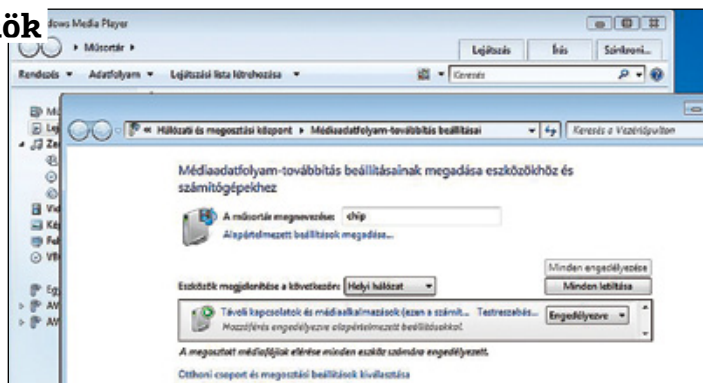 ök
dows Media Player
Műsortár
Lejátszás Írás Szinkroni...
Rendezés Adatfolyam Lejátszási lista létrehozása Keresés
Hálózati és megosztási központ Médiaadatfolyam-továbbítás beállításai Keresés a Vezérlőpulton
Médiaadatfolyam-továbbítás beállításainak megadása eszközökhöz és
számítógépekhez
A műsortár megnevezése: chip
Alapértelmezett beállítások megadása...
Minden engedélyezése
Eszközök megjelenítése a következőn: Helyi hálózat Minden letiltása
Távoli kapcsolatok és médiaalkalmazások (ezen a számít... Testreszabás... Engedélyezve
Hozzáférés engedélyezve alapértelmezett beállításokkal.
A megosztott médiafájlok elérése minden eszköz számára engedélyezett.
Otthoni csoport és megosztási beállítások kiválasztása